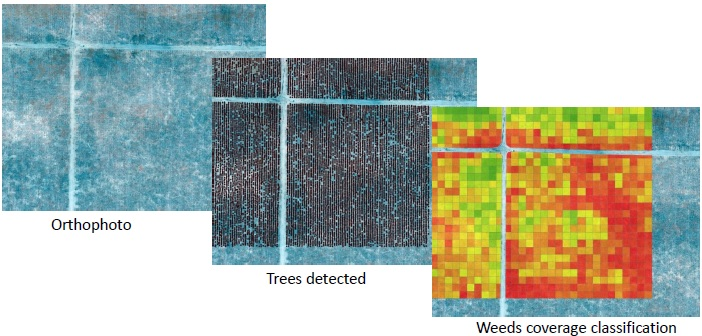 Orthophoto
Trees detected
Weeds coverage classification